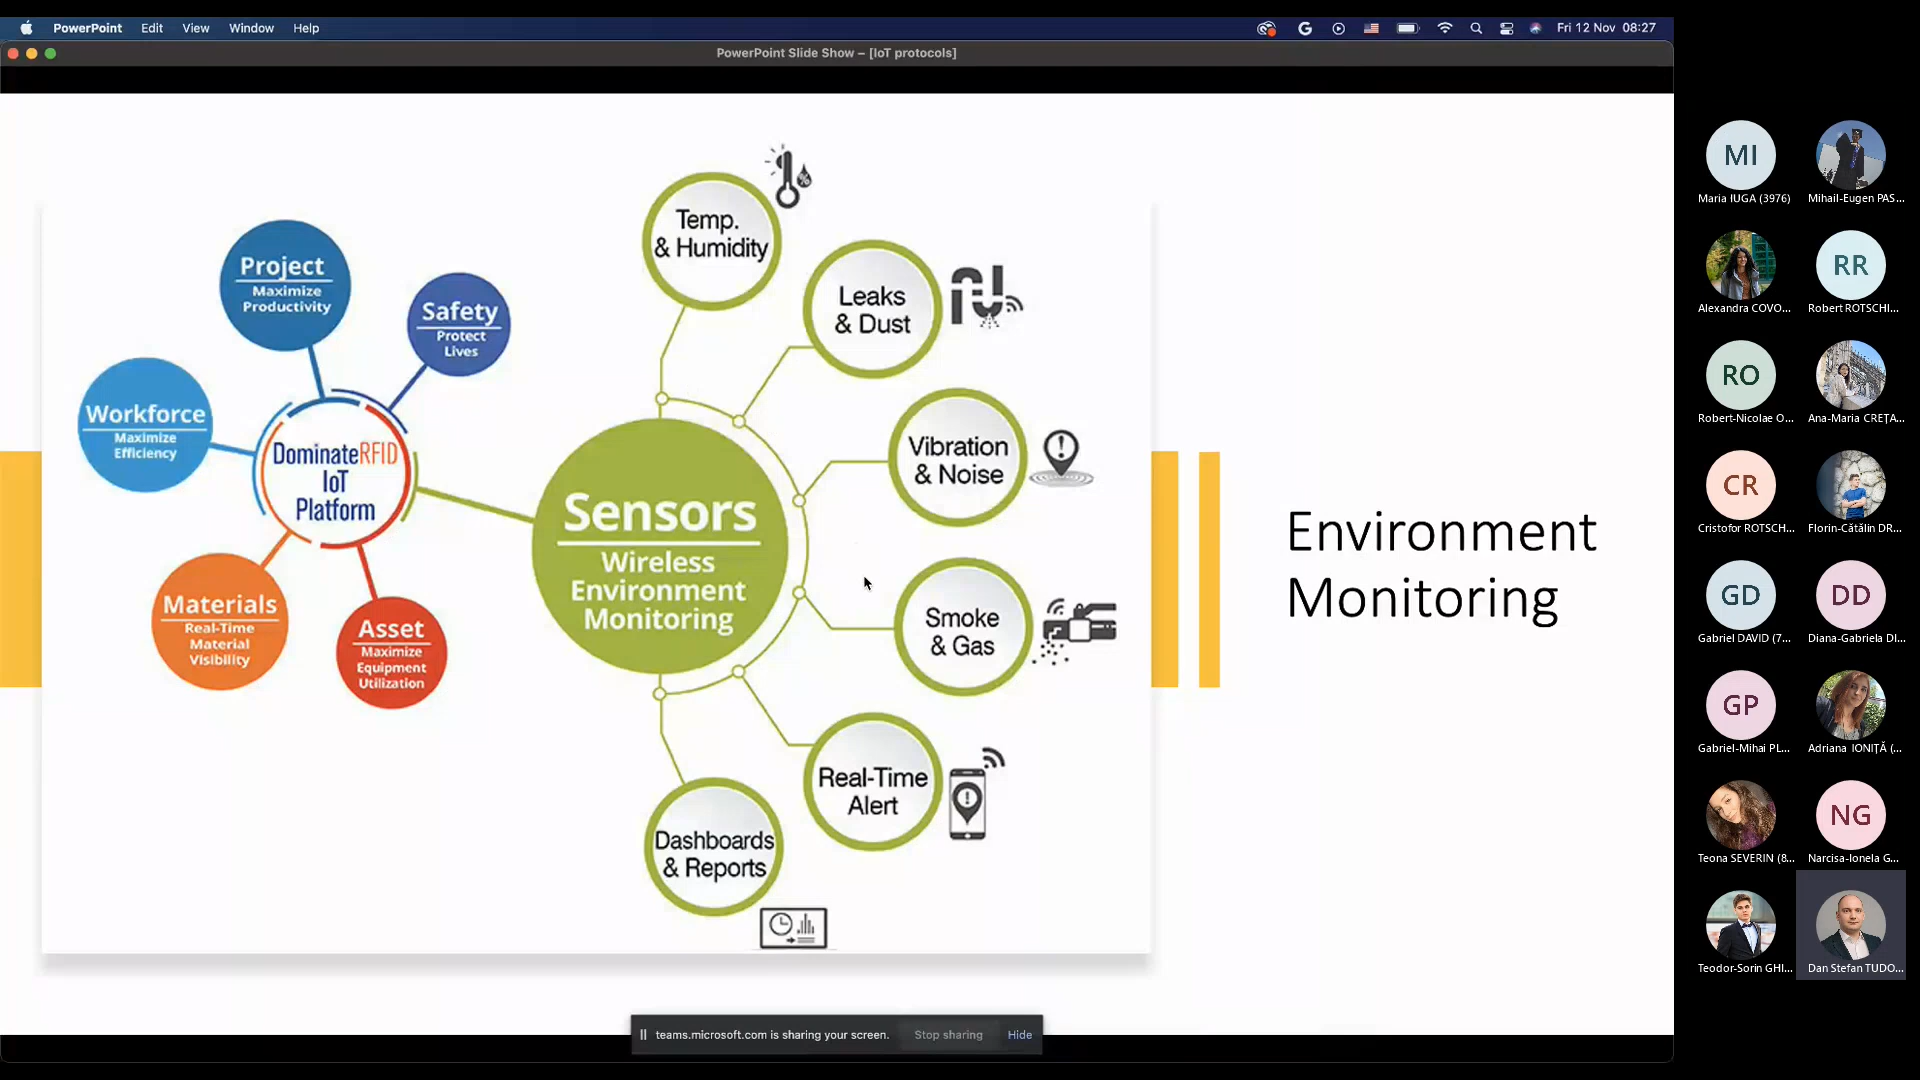 PowerPoint Edit View Window Help
Fri 12 Nov 08:27
PowerPoint Slide Show – [IoT protocols]
Project
Maximize
Productivity
Safety
Protect
Lives
Workforce
Maximize
Efficiency
DominateRFID
IoT
Platform
Materials
Real-Time
Material
Visibility
Asset
Maximize
Equipment
Utilization
Sensors
Wireless
Environment
Monitoring
Temp.
& Humidity
%
Leaks
& Dust
Vibration
& Noise
Smoke
& Gas
Real-Time
Alert
Dashboards
& Reports
Environment
Monitoring
teams.microsoft.com is sharing your screen. Stop sharing Hide
MI
Maria IUGA (3976) Mihail-Eugen PAS...
RR
Alexandra COVO... Robert ROTSCHI...
RO
Robert-Nicolae O... Ana-Maria CREȚA...
CR
Cristofor ROTSCH... Florin-Cătălin DR...
GD DD
Gabriel DAVID (7... Diana-Gabriela DI...
GP
Gabriel-Mihai PL... Adriana IONIȚĂ (...
NG
Teona SEVERIN (8... Narcisa-Ionela G...
Teodor-Sorin GHI... Dan Stefan TUDO...